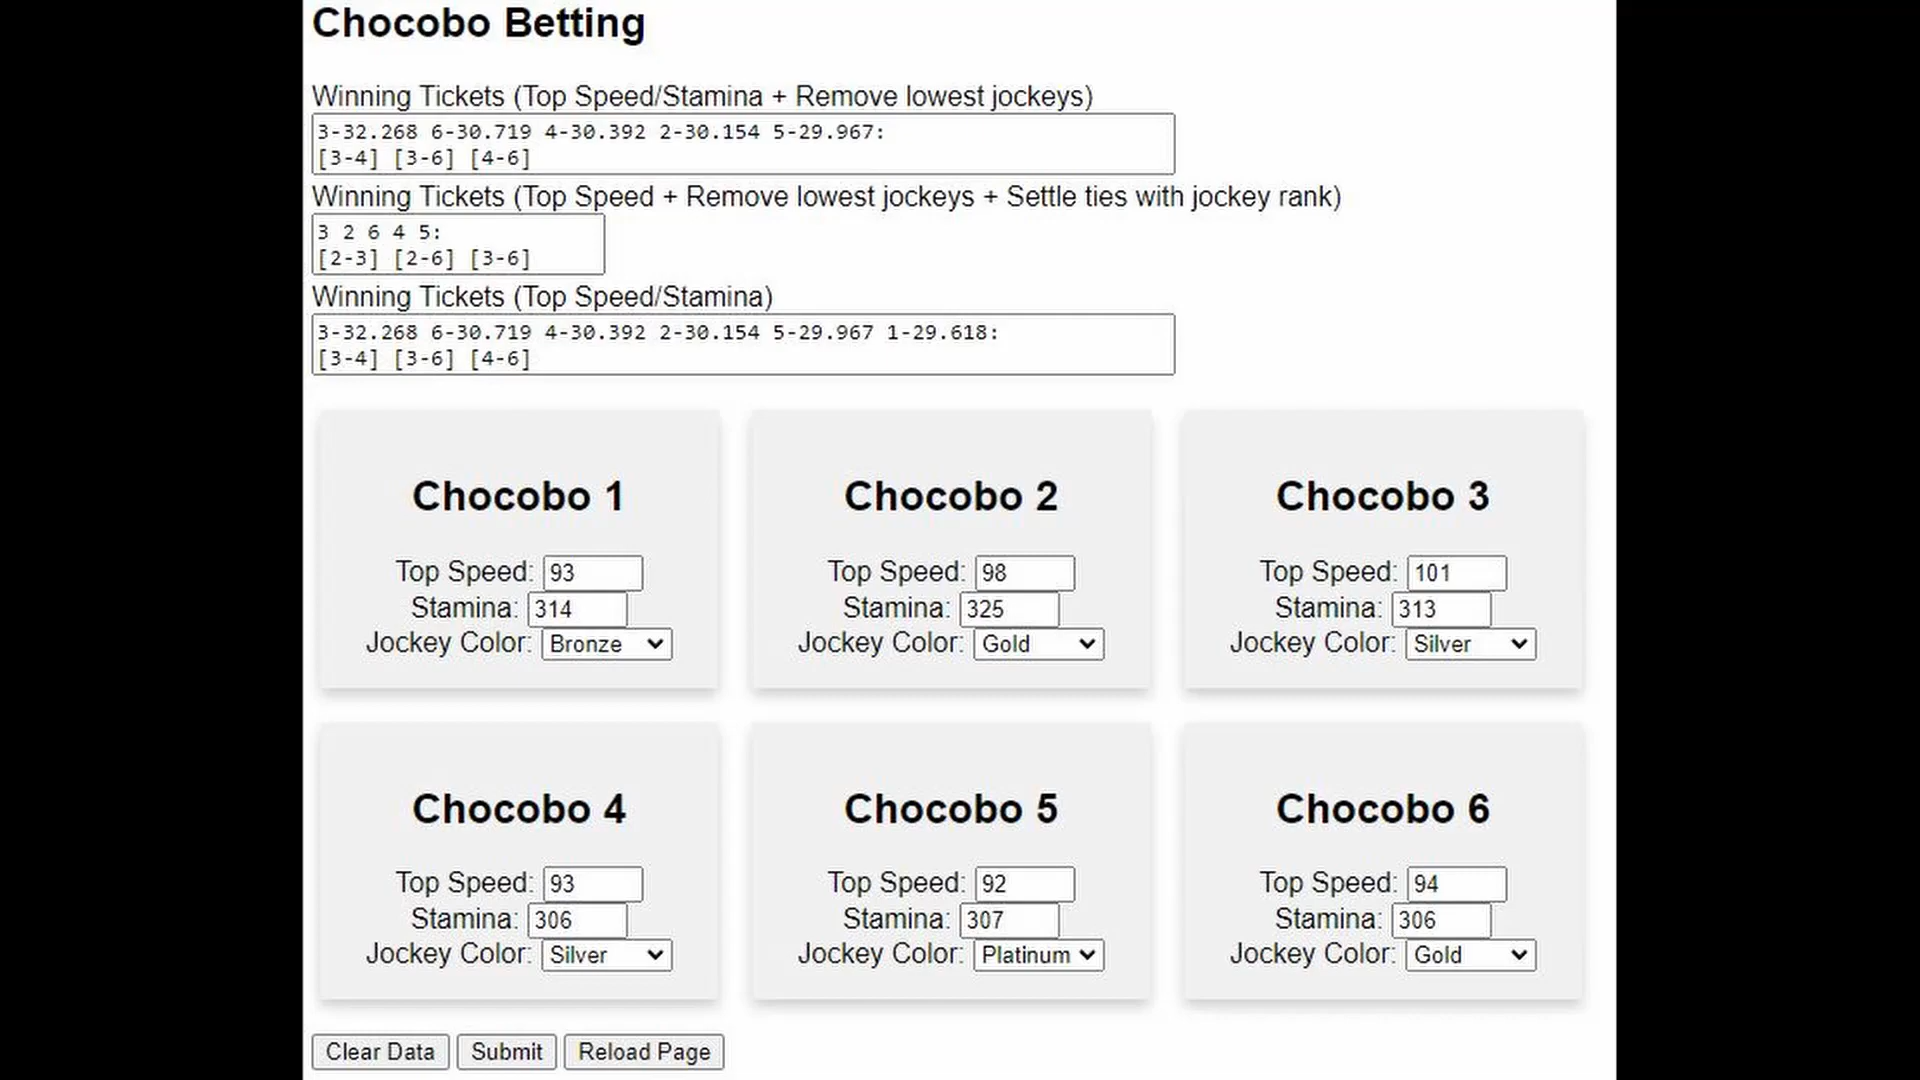 Chocobo Betting
Winning Tickets (Top Speed/Stamina + Remove lowest jockeys)
3-32.268 6-30.719 4-30.392 2-30.154 5-29.967:
[3-4] [3-6] [4-6]
Winning Tickets (Top Speed + Remove lowest jockeys + Settle ties with jockey rank)
3 2 6 4 5:
[2-3] [2-6] [3-6]
Winning Tickets (Top Speed/Stamina)
3-32.268 6-30.719 4-30.392 2-30.154 5-29.967 1-29.618:
[3-4] [3-6] [4-6]
Chocobo 1
Top Speed: 93
Stamina: 314
Jockey Color: Bronze
Chocobo 2
Top Speed: 98
Stamina: 325
Jockey Color: Gold
Chocobo 3
Top Speed: 101
Stamina: 313
Jockey Color: Silver
Chocobo 4
Top Speed: 93
Stamina: 306
Jockey Color: Silver
Chocobo 5
Top Speed: 92
Stamina: 307
Jockey Color: Platinum
Chocobo 6
Top Speed: 94
Stamina: 306
Jockey Color: Gold
Clear Data Submit Reload Page